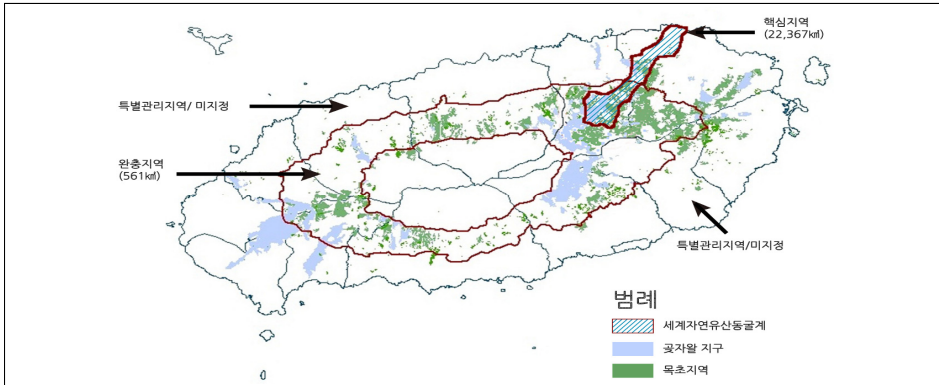 핵심지역
(22,367㎢)
특별관리지역/ 미지정
완충지역
(561㎢)
특별관리지역/미지정
범례
세계자연유산동굴계
곶자왈 지구
목초지역